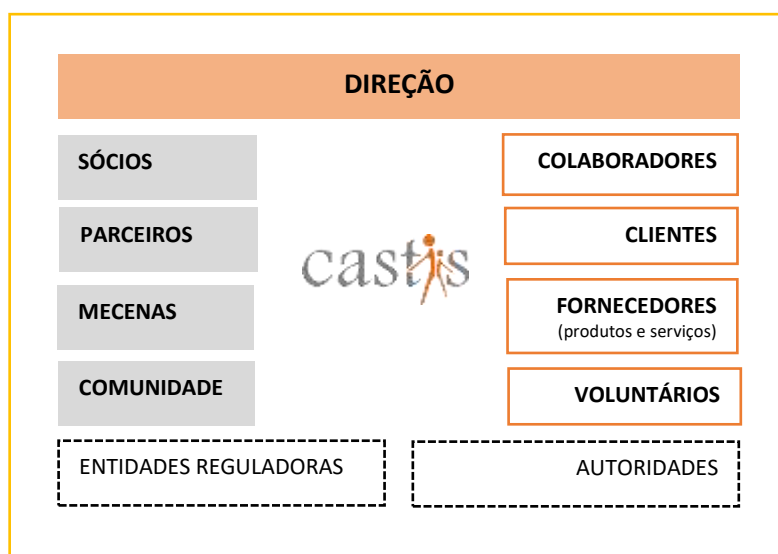 DIREÇÃO
SÓCIOS
COLABORADORES
PARCEIROS
CLIENTES
castis
MECENAS
FORNECEDORES
(produtos e serviços)
COMUNIDADE
VOLUNTÁRIOS
ENTIDADES REGULADORAS
AUTORIDADES